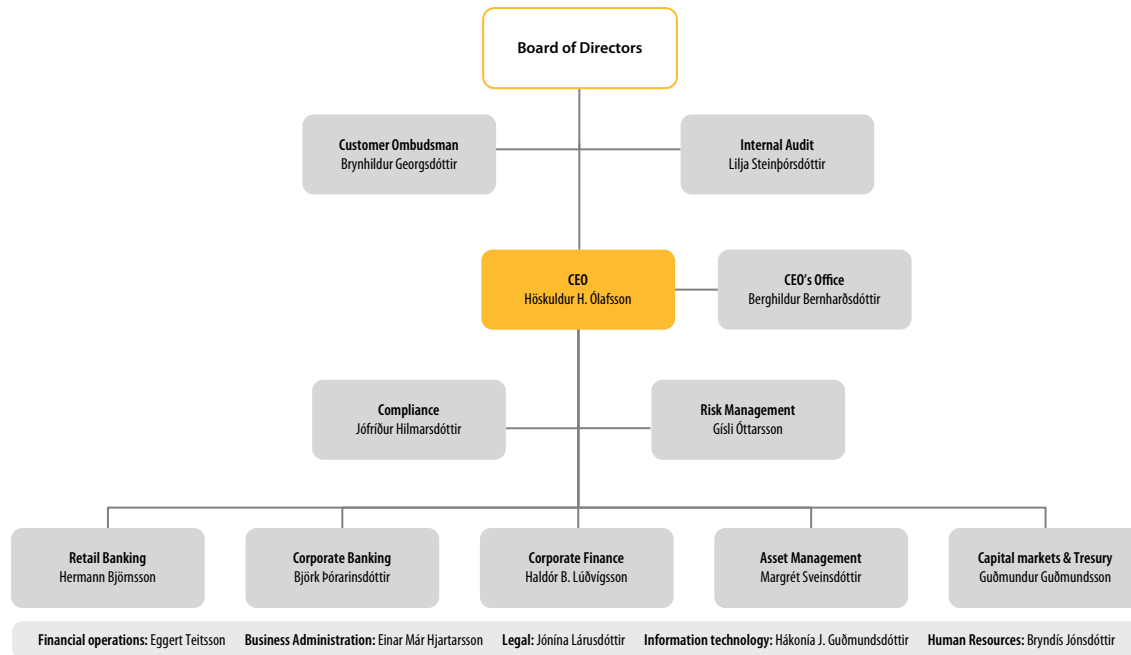 Board of Directors
Customer Ombudsman
Brynhildur Georgsdóttir
Internal Audit
Lilja Steinþórsdóttir
CEO
Höskuldur H. Ólafsson
CEO's Office
Berghildur Bernharðsdóttir
Compliance
Jófríður Hilmarsdóttir
Risk Management
Gísli Óttarsson
Retail Banking
Hermann Björnsson
Corporate Banking
Björk Þórarinsdóttir
Corporate Finance
Haldór B. Lúðvígsson
Asset Management
Margrét Sveinsdóttir
Capital markets & Tresury
Guðmundur Guðmundsson
Financial operations: Eggert Teitsson Business Administration: Einar Már Hjartarsson Legal: Jónína Lárusdóttir Information technology: Hákonía J. Guðmundsdóttir Human Resources: Bryndís Jónsdóttir